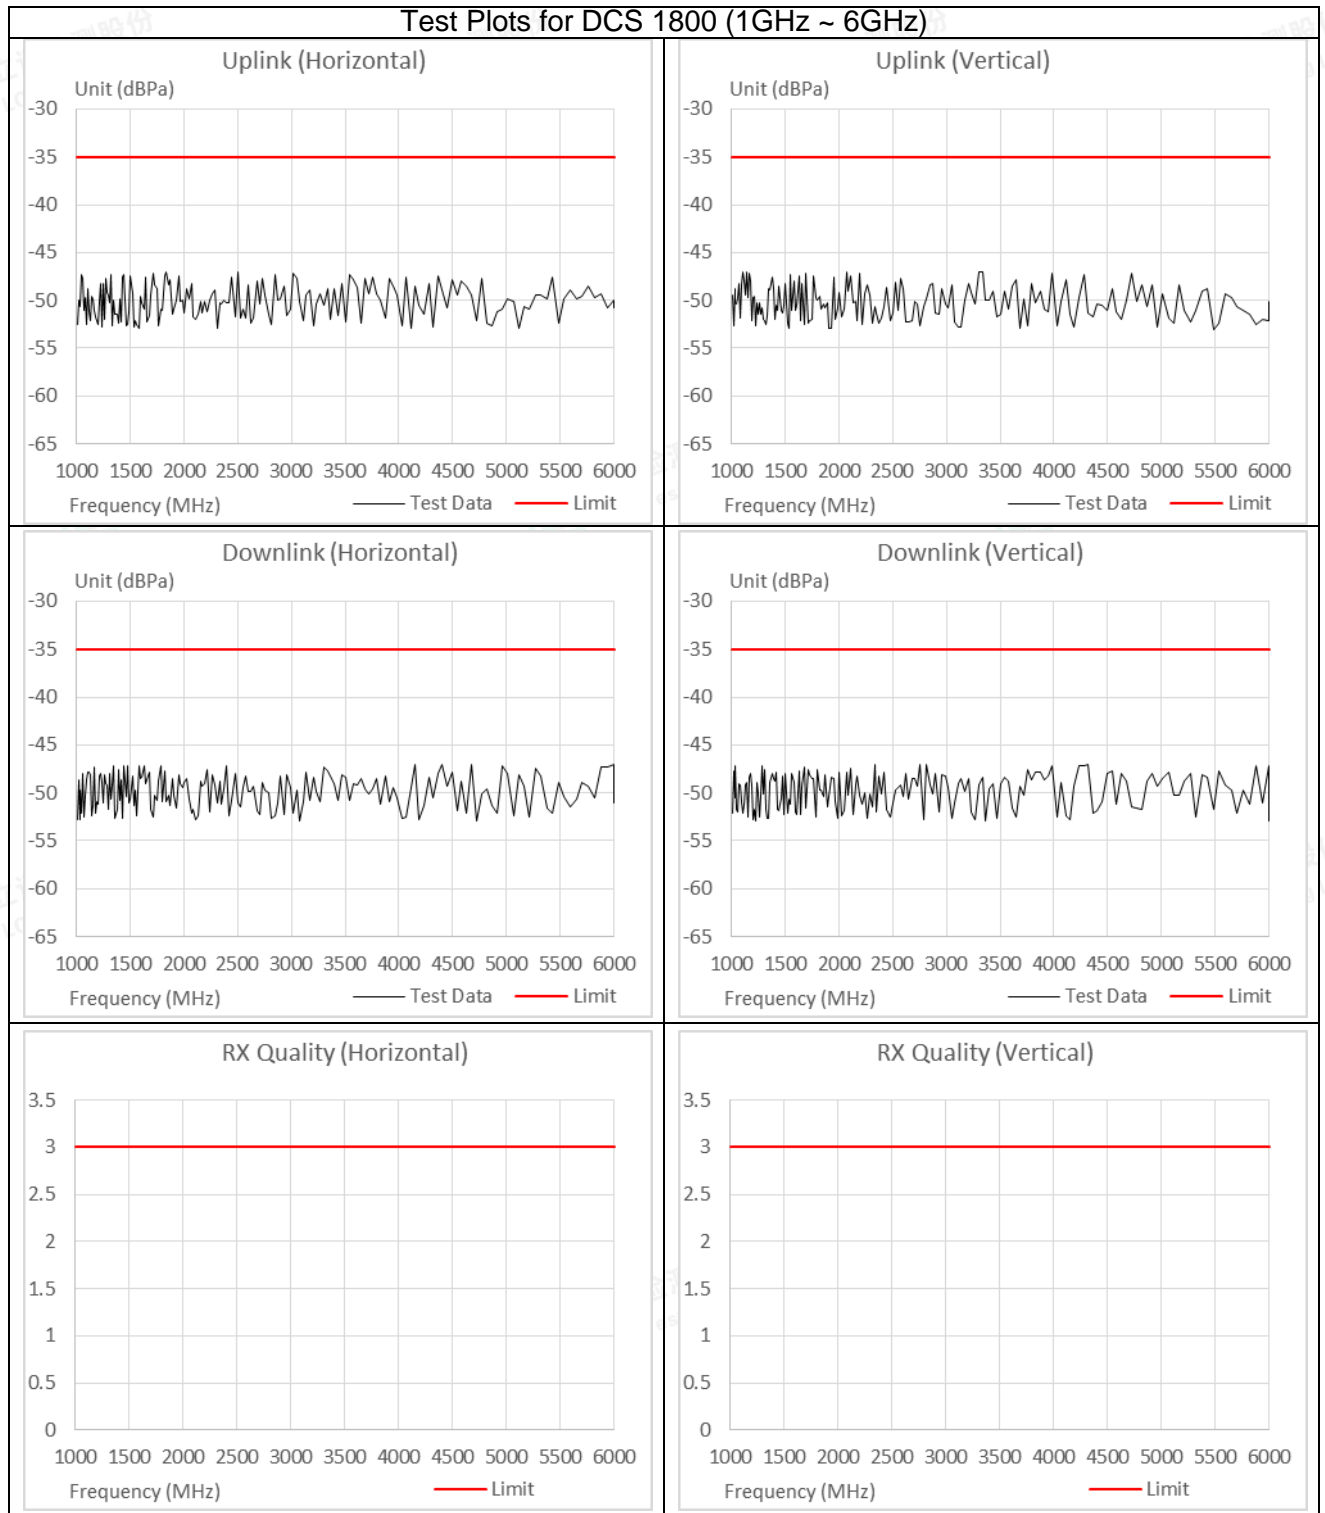 Test Plots for DCS 1800 (1GHz ~ 6GHz)
Uplink (Horizontal)
Unit (dBPa)
-30
-35
-40
-45
-50
-55
-60
-65
1000 1500 2000 2500 3000 3500 4000 4500 5000 5500 6000
Frequency (MHz)
Test Data
Limit
Uplink (Vertical)
Unit (dBPa)
-30
-35
-40
-45
-50
-55
-60
-65
1000 1500 2000 2500 3000 3500 4000 4500 5000 5500 6000
Frequency (MHz)
Test Data
Limit
Downlink (Horizontal)
Unit (dBPa)
-30
-35
-40
-45
-50
-55
-60
-65
1000 1500 2000 2500 3000 3500 4000 4500 5000 5500 6000
Frequency (MHz)
Test Data
Limit
Downlink (Vertical)
Unit (dBPa)
-30
-35
-40
-45
-50
-55
-60
-65
1000 1500 2000 2500 3000 3500 4000 4500 5000 5500 6000
Frequency (MHz)
Test Data
Limit
RX Quality (Horizontal)
3.5
3
2.5
2
1.5
1
0.5
0
1000 1500 2000 2500 3000 3500 4000 4500 5000 5500 6000
Frequency (MHz)
Limit
RX Quality (Vertical)
3.5
3
2.5
2
1.5
1
0.5
0
1000 1500 2000 2500 3000 3500 4000 4500 5000 5500 6000
Frequency (MHz)
Limit